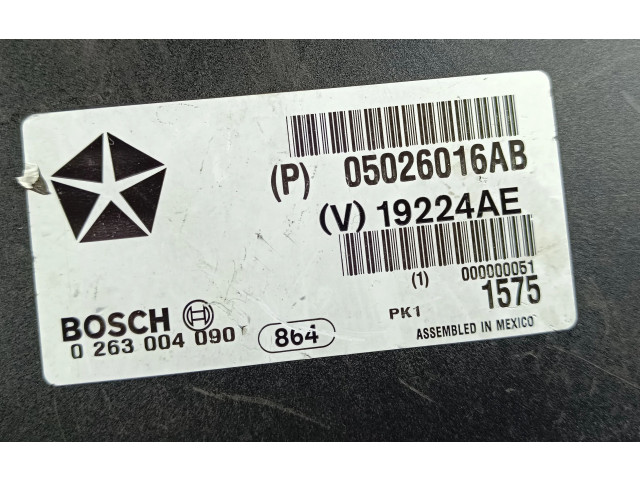 (P) 05026016AB
(V) 19224AE
(1) 000000051
PK1 1575
BOSCH
0 263 004 090 864
ASSEMBLED IN MEXICO